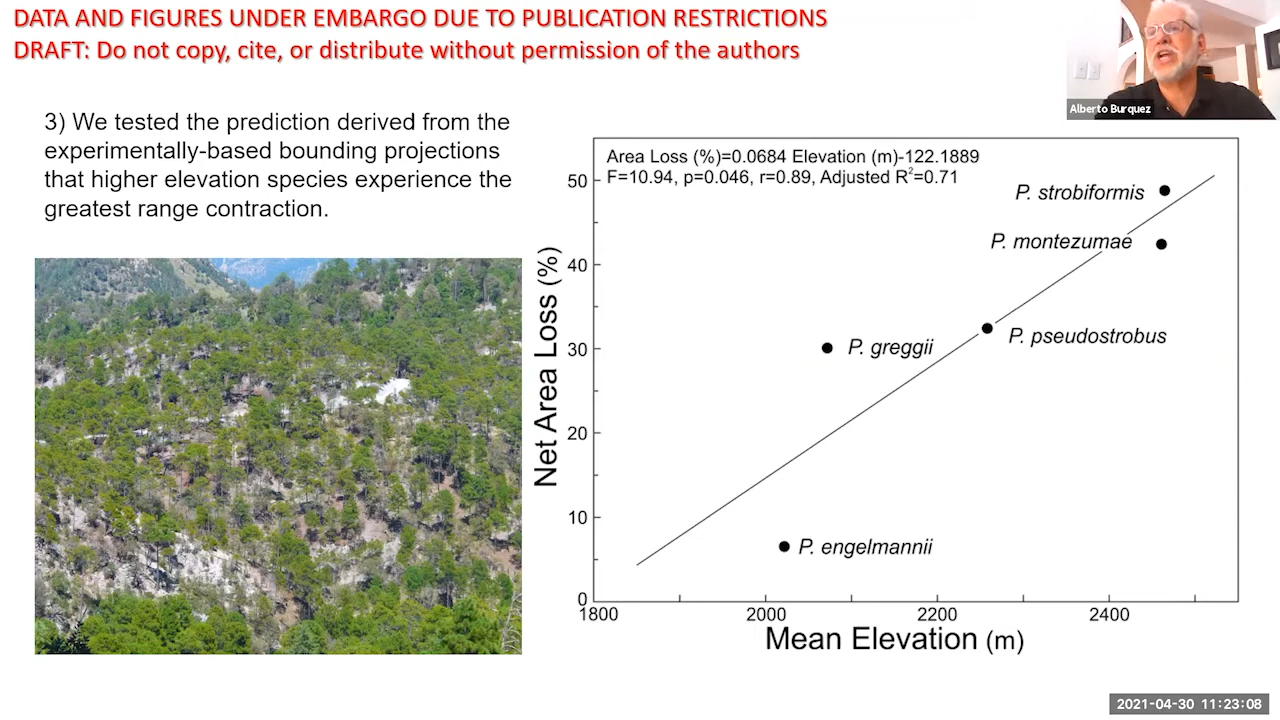 DATA AND FIGURES UNDER EMBARGO DUE TO PUBLICATION RESTRICTIONS
DRAFT: Do not copy, cite, or distribute without permission of the authors
Alberto Burquez
3) We tested the prediction derived from the
experimentally-based bounding projections
that higher elevation species experience the
greatest range contraction.
Area Loss (%)=0.0684 Elevation (m)-122.1889
F=10.94, p=0.046, r=0.89, Adjusted R²=0.71
50
40
30
20
10
0
Net Area Loss (%)
P. strobiformis
P. montezumae
P. pseudostrobus
P. greggii
P. engelmannii
1800
2000
2200
2400
Mean Elevation (m)
2021-04-30 11:23:08